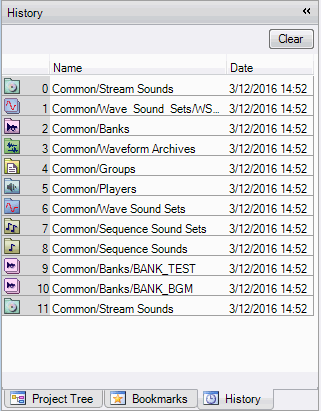 History «
Clear
Name Date
0 Common/Stream Sounds 3/12/2016 14:52
1 Common/Wave_Sound_Sets/WS... 3/12/2016 14:52
2 Common/Banks 3/12/2016 14:52
3 Common/Waveform Archives 3/12/2016 14:52
4 Common/Groups 3/12/2016 14:52
5 Common/Players 3/12/2016 14:52
6 Common/Wave Sound Sets 3/12/2016 14:52
7 Common/Sequence Sound Sets 3/12/2016 14:52
8 Common/Sequence Sounds 3/12/2016 14:52
9 Common/Banks/BANK_TEST 3/12/2016 14:52
10 Common/Banks/BANK_BGM 3/12/2016 14:52
11 Common/Stream Sounds 3/12/2016 14:52
Project Tree Bookmarks History